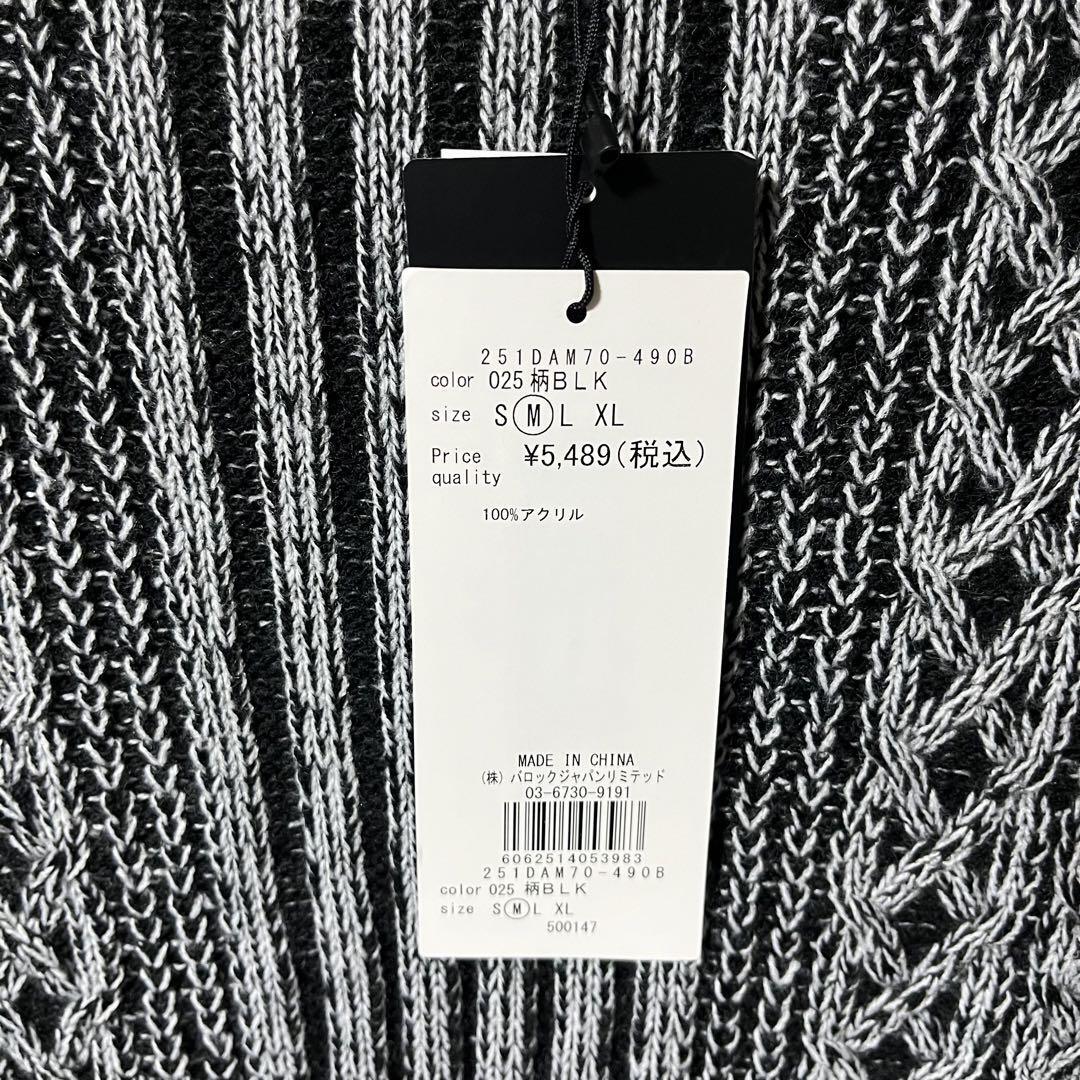 251DAM70-490B
color 025 柄BLK
size S M L XL
Price ¥5,489(税込)
quality
100%アクリル
MADE IN CHINA
(株) バロックジャパンリミテッド
03-6730-9191
6062514053983
251DAM70-490B
color 025 柄BLK
size S M L XL
500147